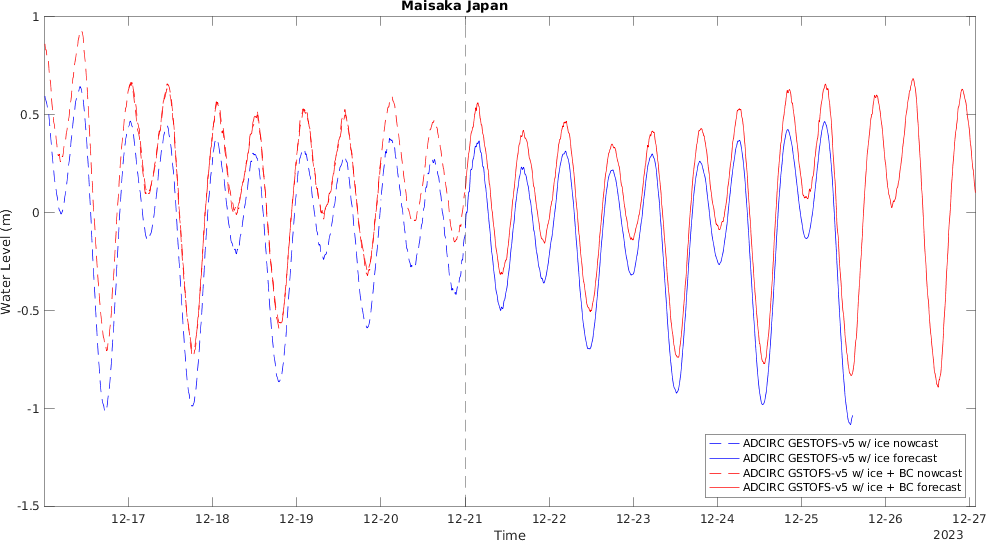 Maisaka Japan
1
0.5
0
-0.5
-1
-1.5
Water Level (m)
12-17 12-18 12-19 12-20 12-21 12-22 12-23 12-24 12-25 12-26 12-27
Time
2023
ADCIRC GESTOFS-v5 w/ ice nowcast
ADCIRC GESTOFS-v5 w/ ice forecast
ADCIRC GSTOFS-v5 w/ ice + BC nowcast
ADCIRC GSTOFS-v5 w/ ice + BC forecast